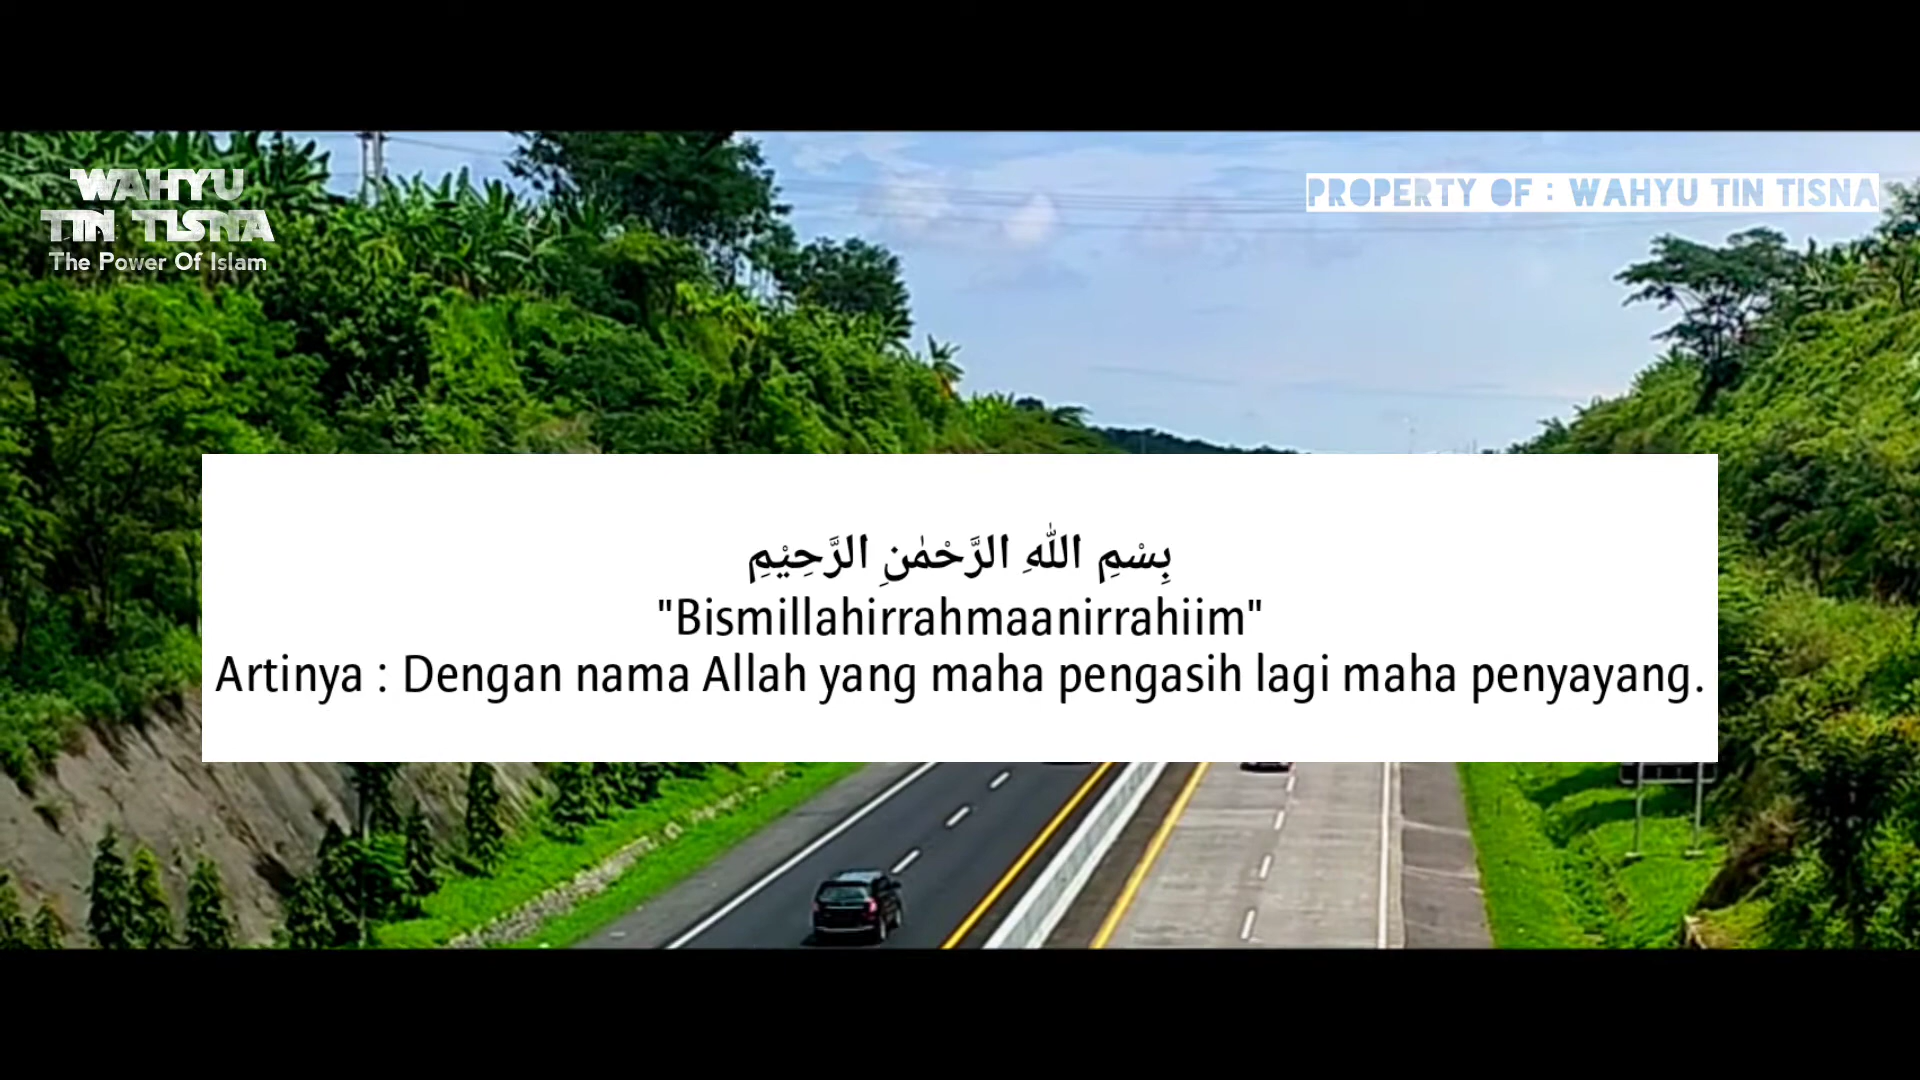 WAHYU
TIN TISNA
The Power Of Islam
PROPERTY OF : WAHYU TIN TISNA
بِسْمِ اللّٰهِ الرَّحْمٰنِ الرَّحِيْمِ
"Bismillahirrahmaanirrahiim"
Artinya : Dengan nama Allah yang maha pengasih lagi maha penyayang.